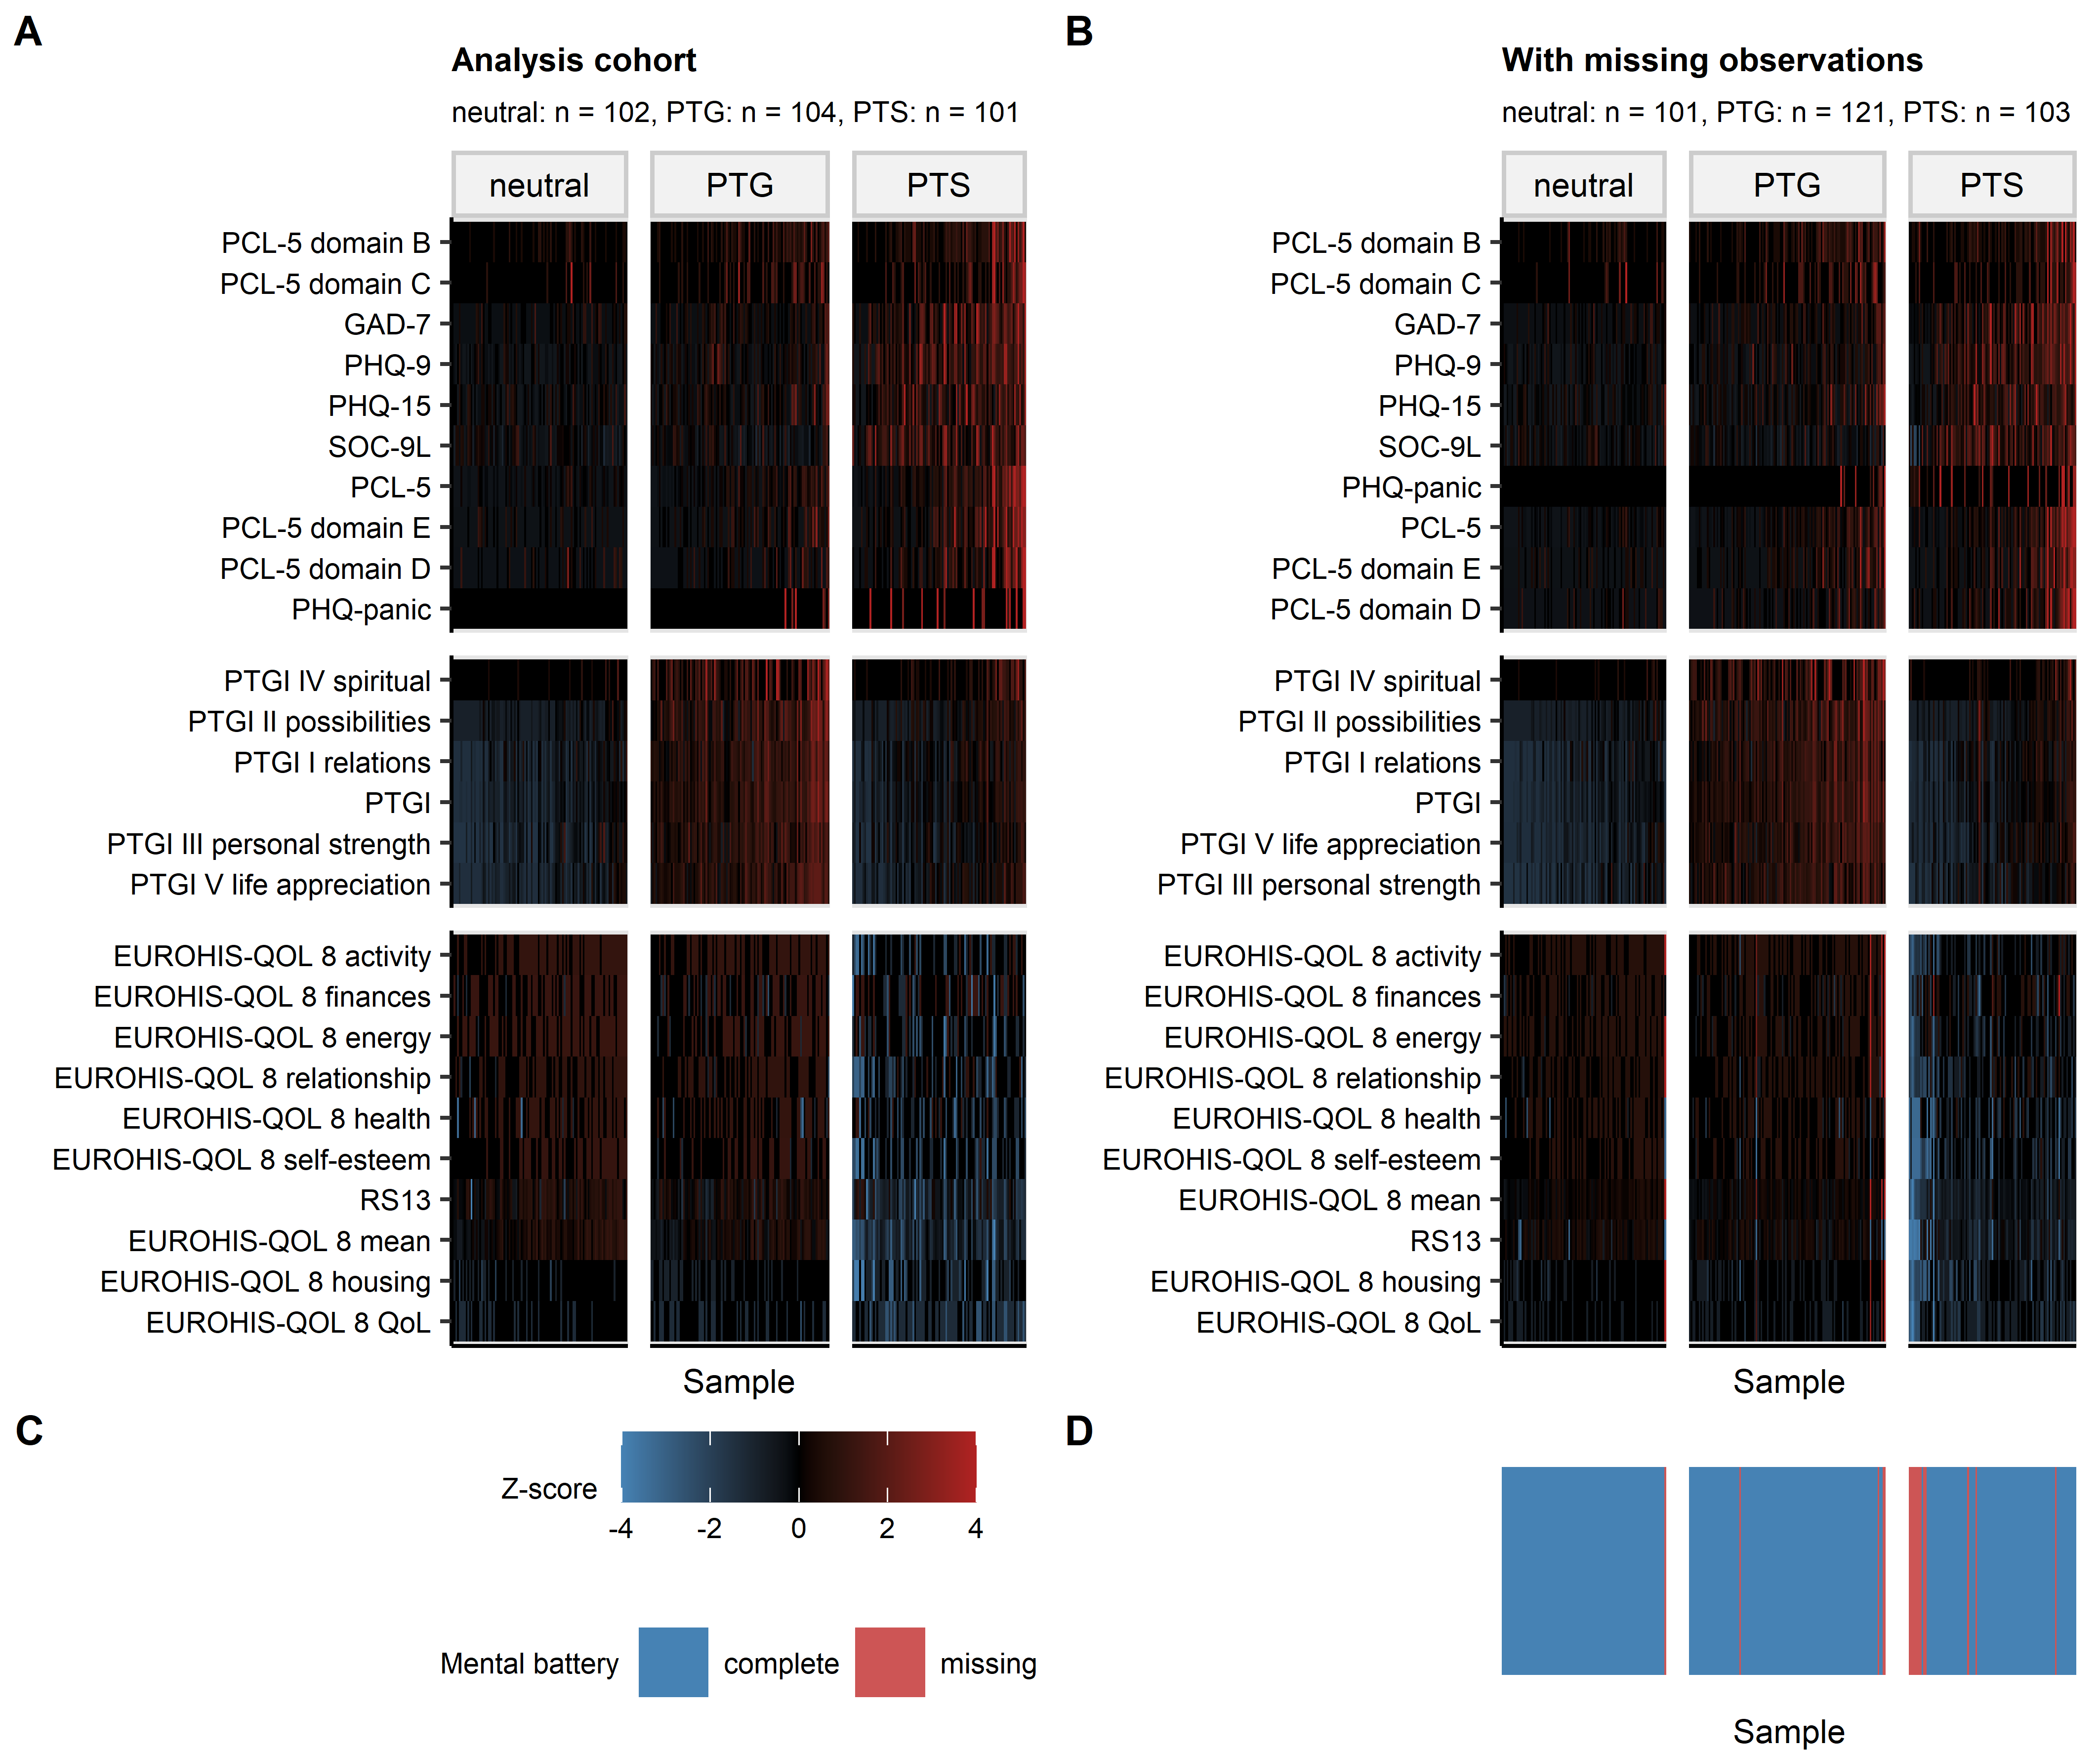 A
Analysis cohort
neutral: n = 102, PTG: n = 104, PTS: n = 101
neutral PTG PTS
PCL-5 domain B
PCL-5 domain C
GAD-7
PHQ-9
PHQ-15
SOC-9L
PCL-5
PCL-5 domain E
PCL-5 domain D
PHQ-panic
PTGI IV spiritual
PTGI II possibilities
PTGI I relations
PTGI
PTGI III personal strength
PTGI V life appreciation
EUROHIS-QOL 8 activity
EUROHIS-QOL 8 finances
EUROHIS-QOL 8 energy
EUROHIS-QOL 8 relationship
EUROHIS-QOL 8 health
EUROHIS-QOL 8 self-esteem
RS13
EUROHIS-QOL 8 mean
EUROHIS-QOL 8 housing
EUROHIS-QOL 8 QoL
Sample
B
With missing observations
neutral: n = 101, PTG: n = 121, PTS: n = 103
neutral PTG PTS
PCL-5 domain B
PCL-5 domain C
GAD-7
PHQ-9
PHQ-15
SOC-9L
PHQ-panic
PCL-5
PCL-5 domain E
PCL-5 domain D
PTGI IV spiritual
PTGI II possibilities
PTGI I relations
PTGI
PTGI V life appreciation
PTGI III personal strength
EUROHIS-QOL 8 activity
EUROHIS-QOL 8 finances
EUROHIS-QOL 8 energy
EUROHIS-QOL 8 relationship
EUROHIS-QOL 8 health
EUROHIS-QOL 8 self-esteem
EUROHIS-QOL 8 mean
RS13
EUROHIS-QOL 8 housing
EUROHIS-QOL 8 QoL
Sample
C
Z-score
-4 -2 0 2 4
Mental battery complete missing
D
Sample